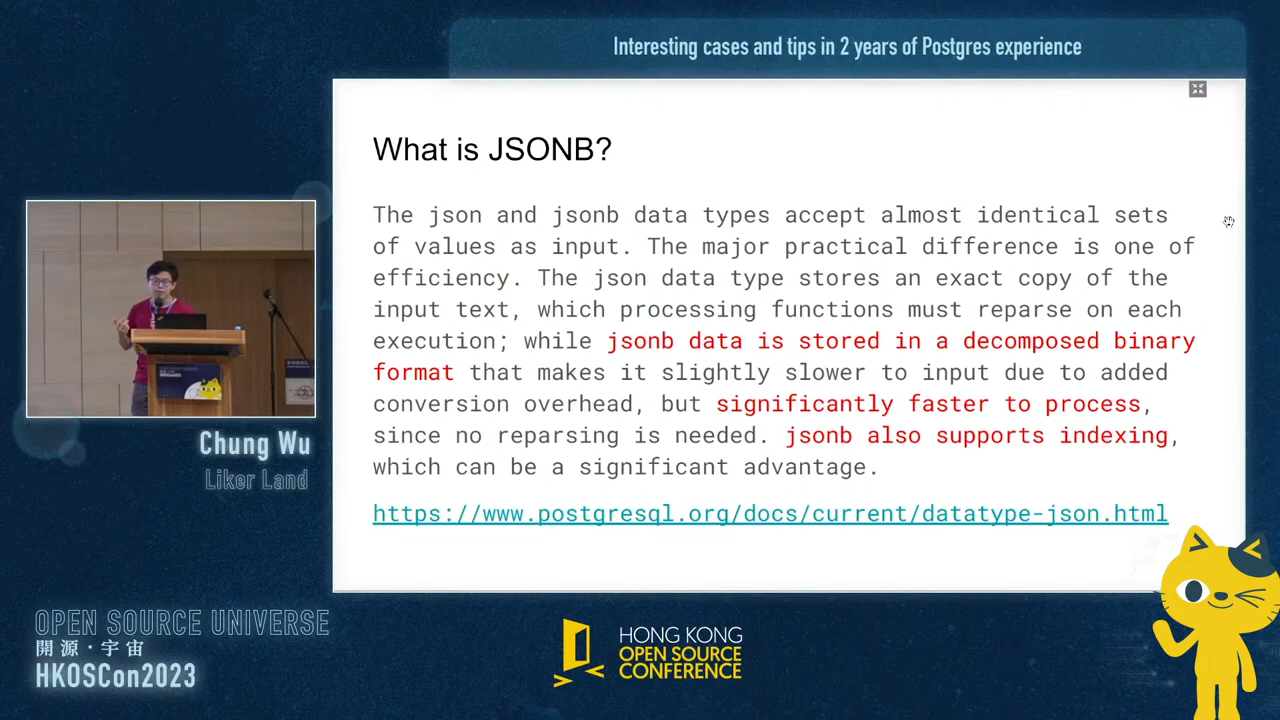 Interesting cases and tips in 2 years of Postgres experience
What is JSONB?
The json and jsonb data types accept almost identical sets
of values as input. The major practical difference is one of
efficiency. The json data type stores an exact copy of the
input text, which processing functions must reparse on each
execution; while jsonb data is stored in a decomposed binary
format that makes it slightly slower to input due to added
conversion overhead, but significantly faster to process,
since no reparsing is needed. jsonb also supports indexing,
which can be a significant advantage.
https://www.postgresql.org/docs/current/datatype-json.html
Chung Wu
Liker Land
OPEN SOURCE UNIVERSE
開源·宇宙
HKOSCon2023
HONG KONG
OPEN SOURCE
CONFERENCE